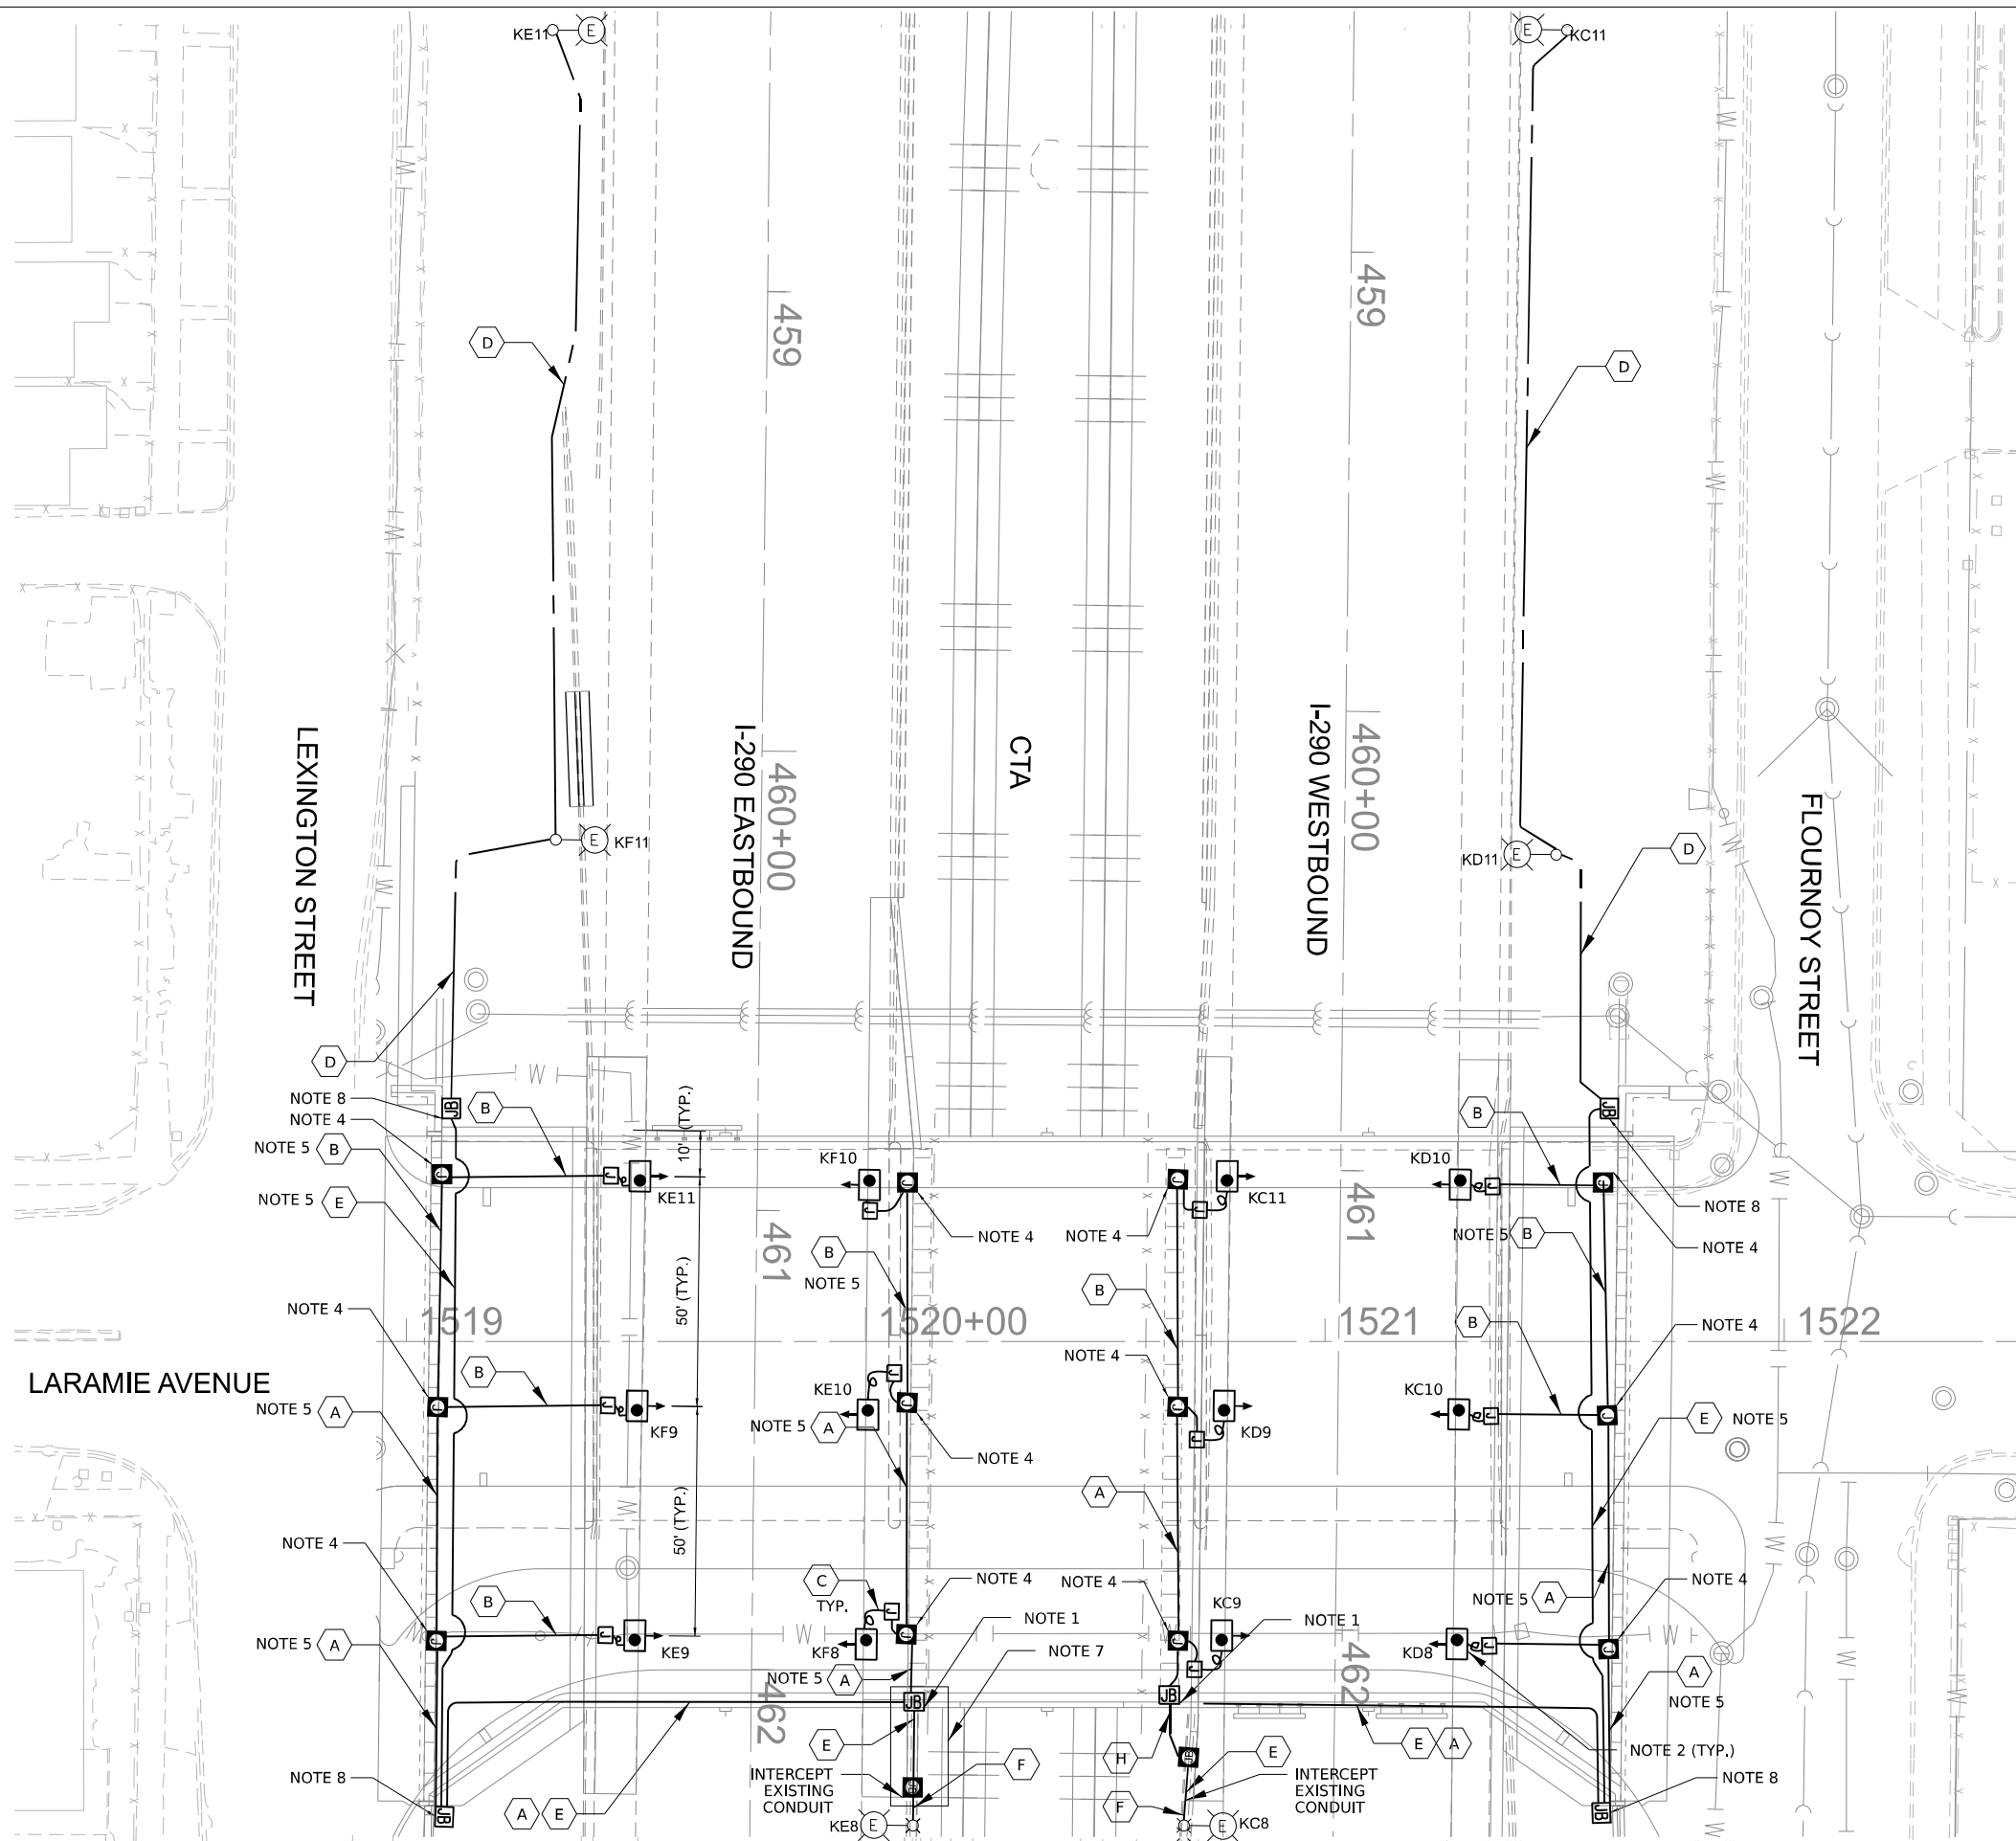 KE11
E
E
KC11
D
459
459
D
LEXINGTON STREET
I-290 EASTBOUND
460+00
CTA
I-290 WESTBOUND
460+00
FLOURNOY STREET
E
KF11
KD11
E
D
D
W
NOTE 8
JB
B
10' (TYP.)
B
JB
NOTE 4
NOTE 5
B
J
J
KE11
KF10
J
J
J
KC11
J
KD10
J
NOTE 8
NOTE 5
E
NOTE 4
NOTE 4
NOTE 5
B
NOTE 4
B
NOTE 5
461
50' (TYP.)
B
461
NOTE 4
1519
1520+00
1521
B
NOTE 4
1522
LARAMIE AVENUE
NOTE 4
B
J
KE10
J
KC10
NOTE 5
A
J
J
KF9
NOTE 5
A
J
J
J
KD9
J
J
E
NOTE 5
NOTE 4
A
NOTE 4
50' (TYP.)
C
TYP.
J
NOTE 4
NOTE 4
KC9
NOTE 5
A
NOTE 4
B
NOTE 1
NOTE 1
NOTE 5
A
J
J
KE9
W
KF8
J
NOTE 7
J
J
KD8
J
J
W
NOTE 5
A
462
JB
JB
462
A
NOTE 5
E
H
E
E
A
NOTE 2 (TYP.)
NOTE 8
JB
A
E
INTERCEPT
EXISTING
CONDUIT
F
JB
F
INTERCEPT
EXISTING
CONDUIT
NOTE 8
JB
KE8
E
E
KC8